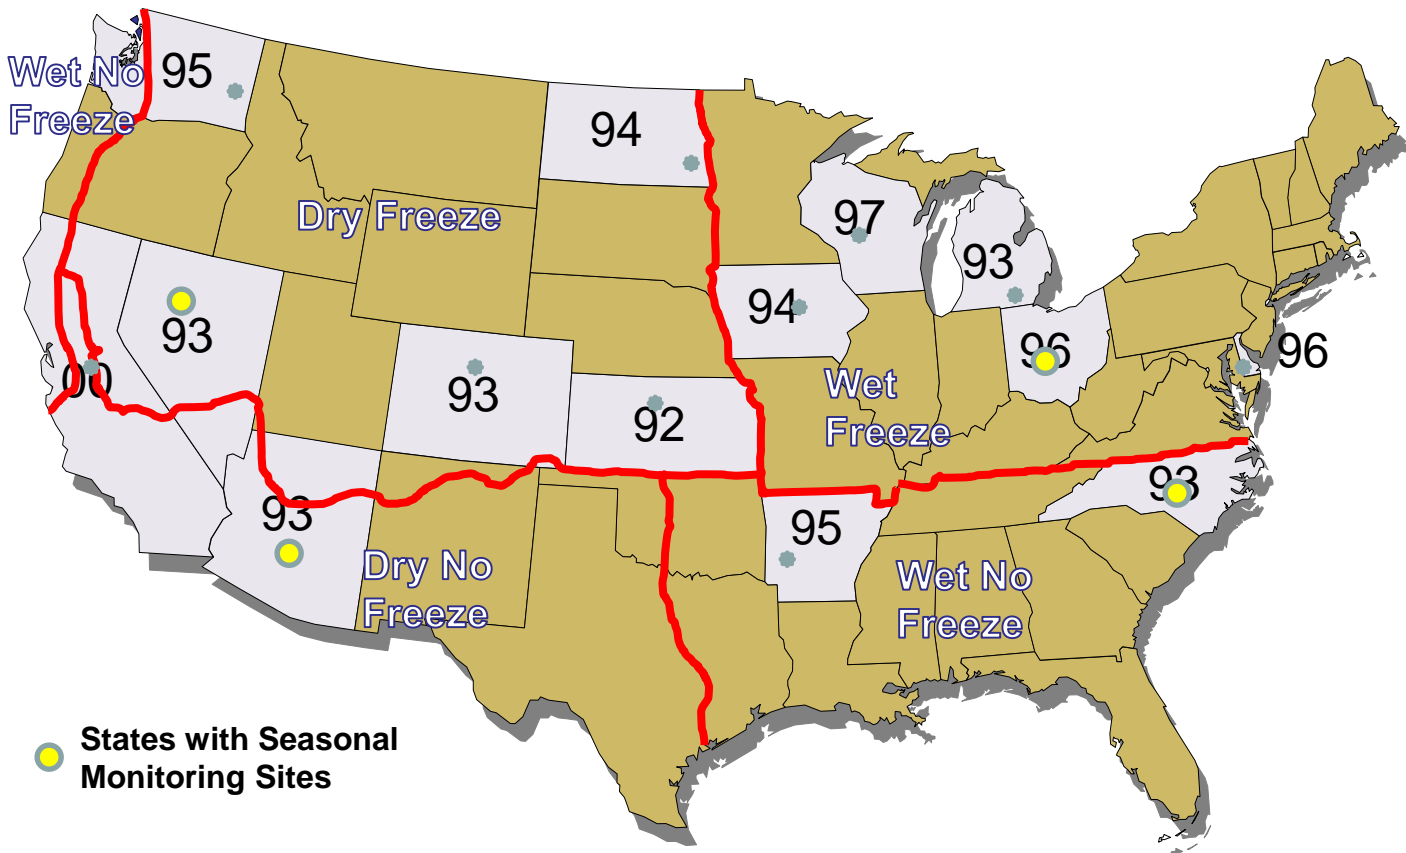 95
Wet No
Freeze
94
97
Dry Freeze
93
94
93
96
96
00
93
92
Wet
Freeze
93
93
95
Dry No
Freeze
Wet No
Freeze
States with Seasonal
Monitoring Sites